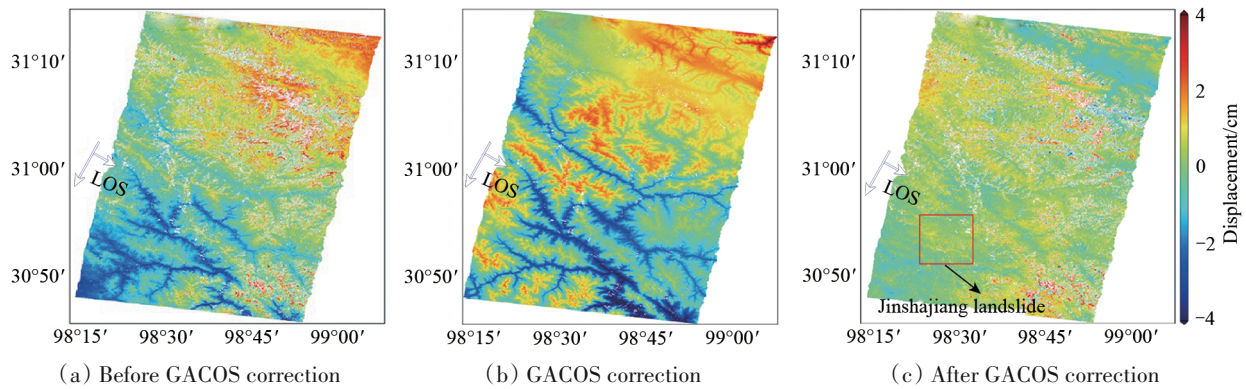 31°10′
31°00′
30°50′
98°15′ 98°30′ 98°45′ 99°00′
LOS
(a) Before GACOS correction
31°10′
31°00′
30°50′
98°15′ 98°30′ 98°45′ 99°00′
LOS
(b) GACOS correction
31°10′
31°00′
30°50′
98°15′ 98°30′ 98°45′ 99°00′
LOS
Jinshajiang landslide
(c) After GACOS correction
4
2
0
−2
−4
Displacement/cm